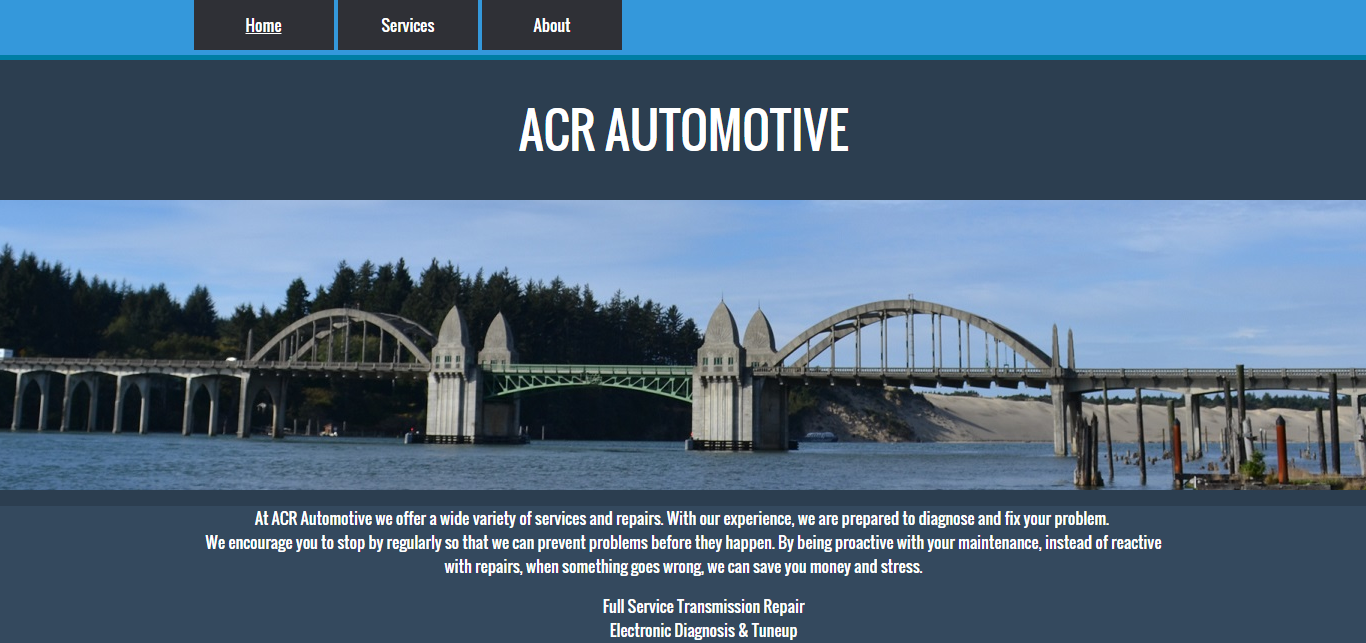 Home Services About
ACR AUTOMOTIVE
At ACR Automotive we offer a wide variety of services and repairs. With our experience, we are prepared to diagnose and fix your problem.
We encourage you to stop by regularly so that we can prevent problems before they happen. By being proactive with your maintenance, instead of reactive
with repairs, when something goes wrong, we can save you money and stress.
Full Service Transmission Repair
Electronic Diagnosis & Tuneup